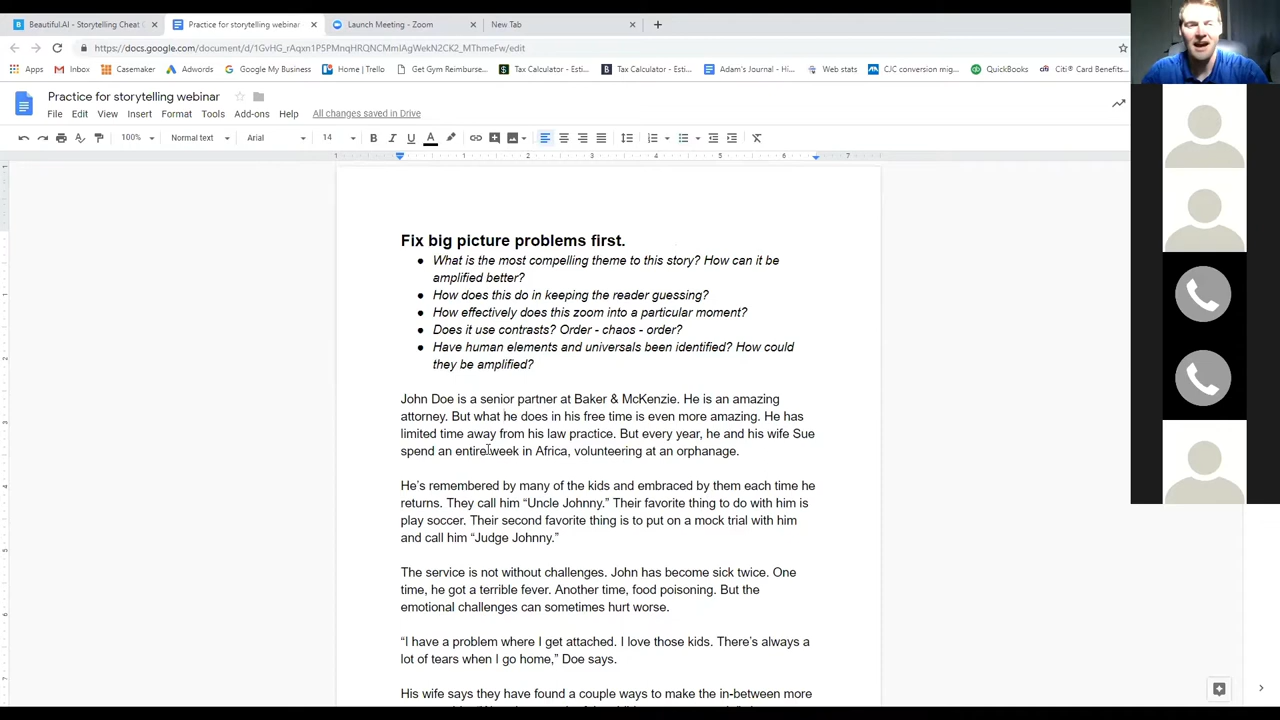 Beautiful.AI - Storytelling Cheat
Practice for storytelling webinar
Launch Meeting - Zoom
New Tab
https://docs.google.com/document/d/1GvHG_rAqxn1P5PMnqHRQNCMmIAgWekN2CK2_MThmeFw/edit
Apps
Inbox
Casemaker
Adwords
Google My Business
Home | Trello
Get Gym Reimburse...
Tax Calculator - Esti...
Tax Calculator - Esti...
Adam's Journal - Hi...
Web stats
CJC conversion mig...
QuickBooks
Citi® Card Benefits...
Practice for storytelling webinar
File Edit View Insert Format Tools Add-ons Help All changes saved in Drive
100% Normal text Arial 14 B I U A
1 1 2 3 4 5 6 7
Fix big picture problems first.
● What is the most compelling theme to this story? How can it be
amplified better?
● How does this do in keeping the reader guessing?
● How effectively does this zoom into a particular moment?
● Does it use contrasts? Order - chaos - order?
● Have human elements and universals been identified? How could
they be amplified?
John Doe is a senior partner at Baker & McKenzie. He is an amazing
attorney. But what he does in his free time is even more amazing. He has
limited time away from his law practice. But every year, he and his wife Sue
spend an entire week in Africa, volunteering at an orphanage.
He's remembered by many of the kids and embraced by them each time he
returns. They call him “Uncle Johnny.” Their favorite thing to do with him is
play soccer. Their second favorite thing is to put on a mock trial with him
and call him “Judge Johnny.”
The service is not without challenges. John has become sick twice. One
time, he got a terrible fever. Another time, food poisoning. But the
emotional challenges can sometimes hurt worse.
“I have a problem where I get attached. I love those kids. There's always a
lot of tears when I go home,” Doe says.
His wife says they have found a couple ways to make the in-between more